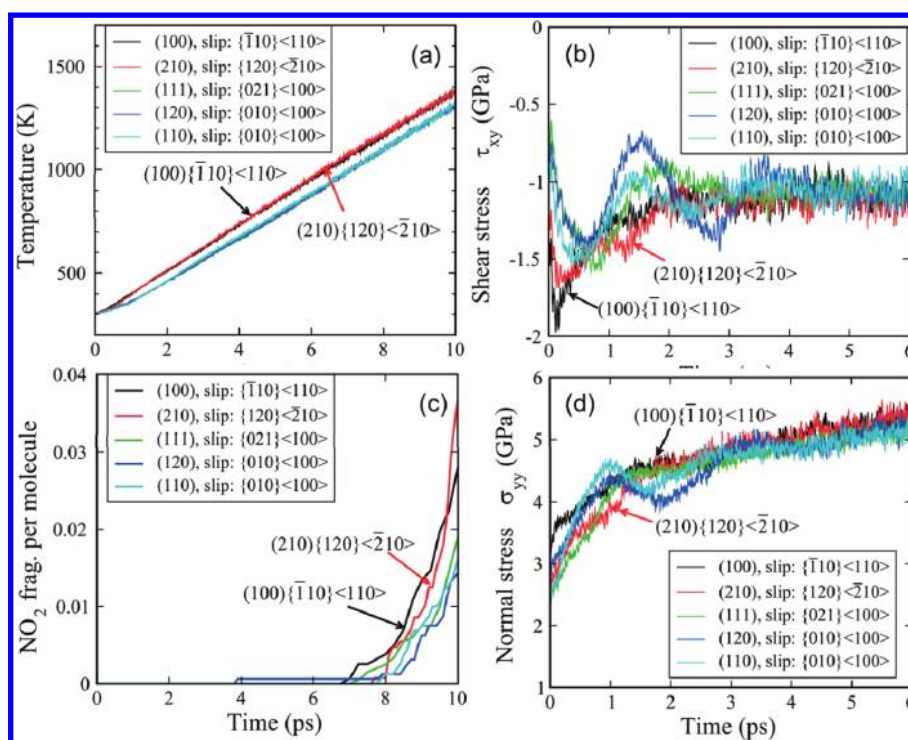 (a)
(100), slip: {1̅10}<110>
(210), slip: {120}<2̅10>
(111), slip: {021}<100>
(120), slip: {010}<100>
(110), slip: {010}<100>
(100){1̅10}<110>
(210){120}<2̅10>
Temperature (K)
1500
1000
500
0 2 4 6 8 10
(b)
(100), slip: {1̅10}<110>
(210), slip: {120}<2̅10>
(111), slip: {021}<100>
(120), slip: {010}<100>
(110), slip: {010}<100>
(210){120}<2̅10>
(100){1̅10}<110>
Shear stress τxy (GPa)
0
-0.5
-1
-1.5
-2
0 1 2 3 4 5 6
(c)
(100), slip: {1̅10}<110>
(210), slip: {120}<2̅10>
(111), slip: {021}<100>
(120), slip: {010}<100>
(110), slip: {010}<100>
(210){120}<2̅10>
(100){1̅10}<110>
NO2 frag. per molecule
0.04
0.03
0.02
0.01
0
0 2 4 6 8 10
Time (ps)
(d)
(100){1̅10}<110>
(210){120}<2̅10>
(100), slip: {1̅10}<110>
(210), slip: {120}<2̅10>
(111), slip: {021}<100>
(120), slip: {010}<100>
(110), slip: {010}<100>
Normal stress σyy (GPa)
6
5
4
3
2
1
0 1 2 3 4 5 6
Time (ps)